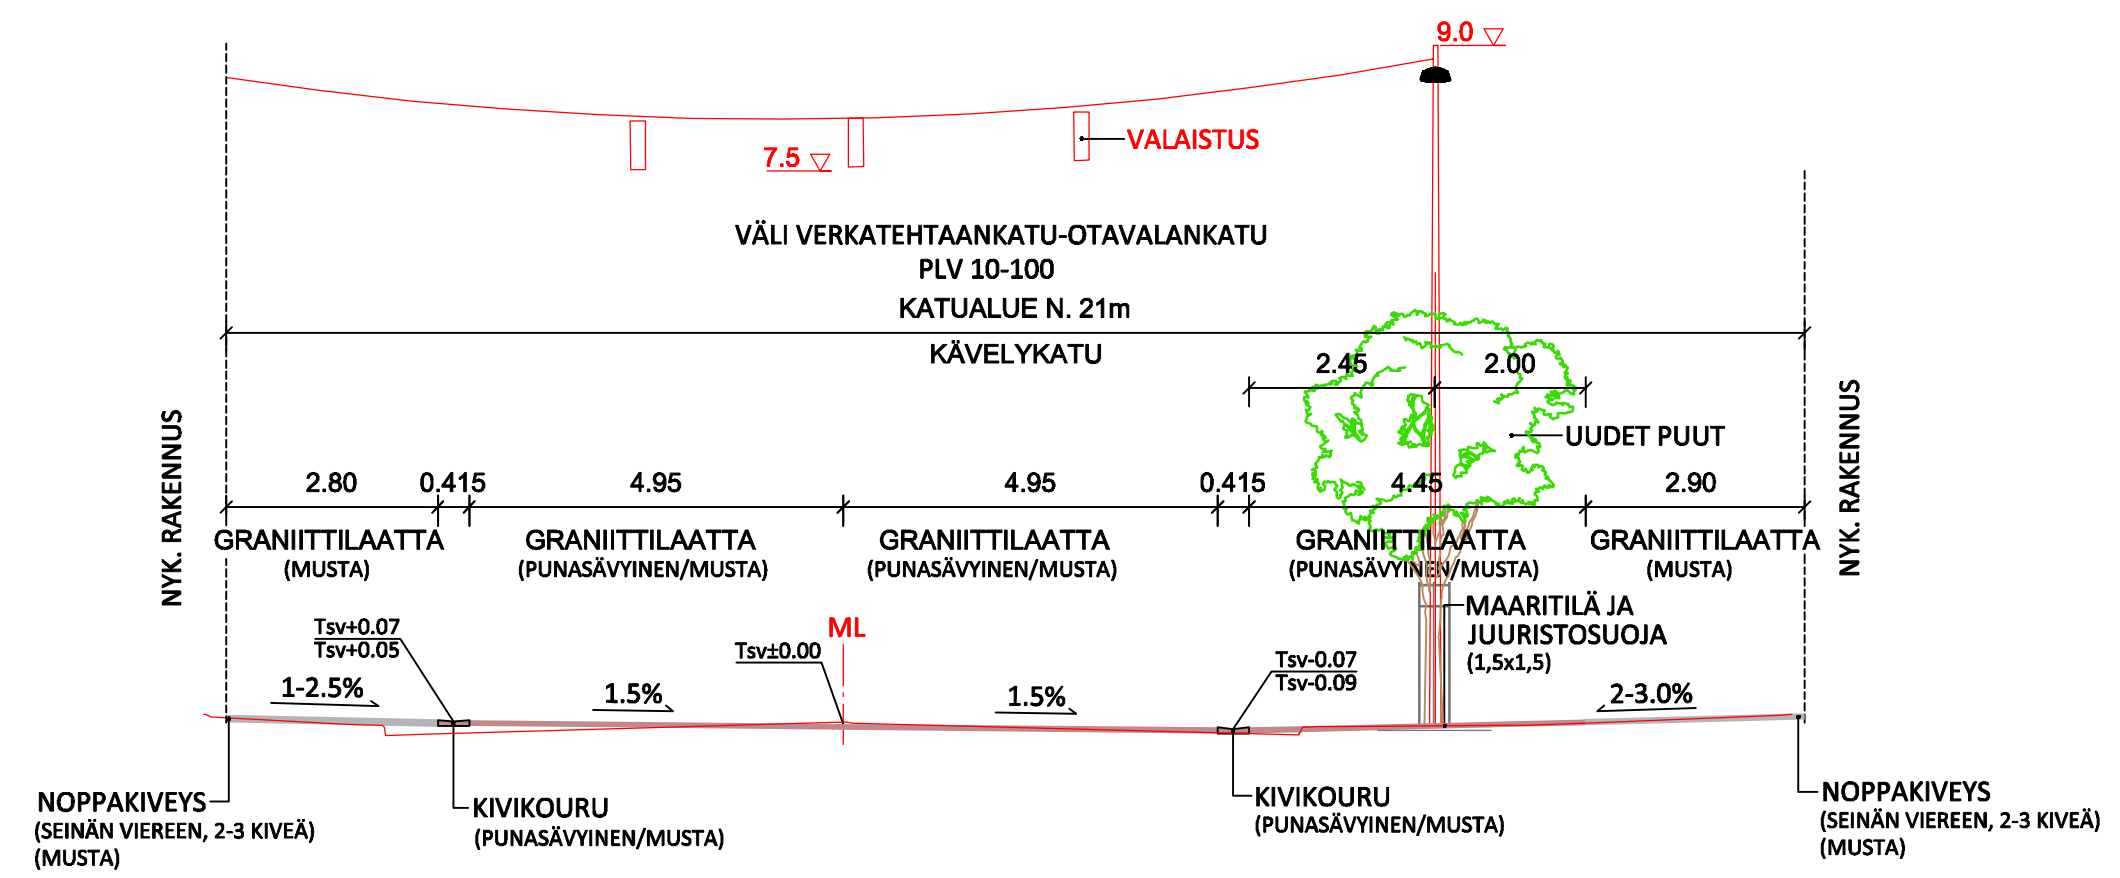 9.0
VALAISTUS
7.5
VÄLI VERKATEHTAANKATU-OTAVALANKATU
PLV 10-100
KATUALUE N. 21m
KÄVELYKATU
2.45 2.00
UUDET PUUT
NYK. RAKENNUS
NYK. RAKENNUS
2.80 0.415 4.95 4.95 0.415 4.45 2.90
GRANIITTILAATTA GRANIITTILAATTA GRANIITTILAATTA GRANIITTILAATTA GRANIITTILAATTA
(MUSTA) (PUNASÄVYINEN/MUSTA) (PUNASÄVYINEN/MUSTA) (PUNASÄVYINEN/MUSTA) (MUSTA)
MAARITILÄ JA
JUURISTOSUOJA
(1,5x1,5)
Tsv+0.07
Tsv+0.05
ML
Tsv±0.00
Tsv-0.07
Tsv-0.09
1-2.5% 1.5% 1.5% 2-3.0%
NOPPAKIVEYS
(SEINÄN VIEREEN, 2-3 KIVEÄ)
(MUSTA)
KIVIKOURU
(PUNASÄVYINEN/MUSTA)
KIVIKOURU
(PUNASÄVYINEN/MUSTA)
NOPPAKIVEYS
(SEINÄN VIEREEN, 2-3 KIVEÄ)
(MUSTA)